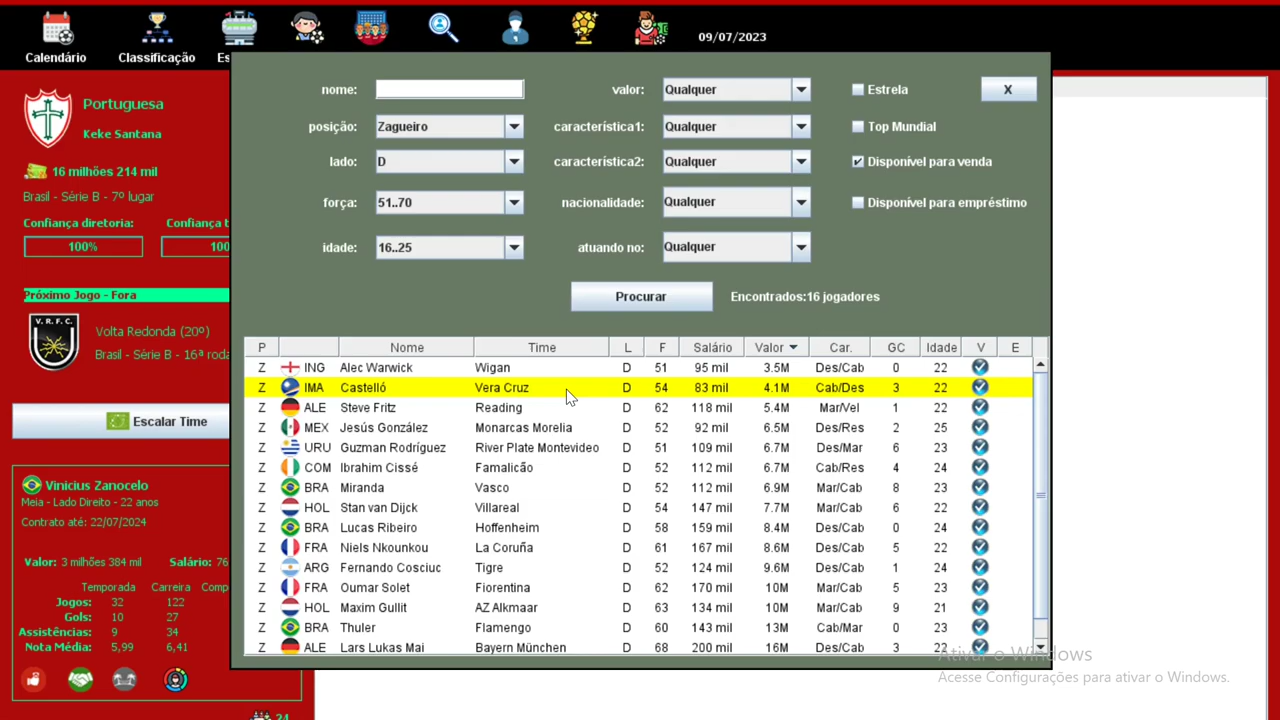 09/07/2023
Calendário Classificação Es
Portuguesa
Keke Santana
16 milhões 214 mil
Brasil - Série B - 7º lugar
Confiança diretoria: Confiança t
100% 100
Próximo Jogo - Fora
V. R. F. C.
Volta Redonda (20º)
Brasil - Série B - 16ª roda
Escalar Time
Vinicius Zanocelo
Meia - Lado Direito - 22 anos
Contrato até: 22/07/2024
Valor: 3 milhões 384 mil Salário: 76
Temporada Carreira Comp
Jogos: 32 122
Gols: 10 27
Assistências: 9 34
Nota Média: 5,99 6,41
24
nome: valor: Qualquer Estrela X
posição: Zagueiro característica1: Qualquer Top Mundial
lado: D característica2: Qualquer Disponível para venda
força: 51..70 nacionalidade: Qualquer Disponível para empréstimo
idade: 16..25 atuando no: Qualquer
Procurar Encontrados:16 jogadores
P Nome Time L F Salário Valor Car. GC Idade V E
Z ING Alec Warwick Wigan D 51 95 mil 3.5M Des/Cab 0 22
Z IMA Castelló Vera Cruz D 54 83 mil 4.1M Cab/Des 3 22
Z ALE Steve Fritz Reading D 62 118 mil 5.4M Mar/Vel 1 22
Z MEX Jesús González Monarcas Morelia D 52 92 mil 6.5M Des/Res 2 25
Z URU Guzman Rodríguez River Plate Montevideo D 51 109 mil 6.7M Des/Mar 6 23
Z COM Ibrahim Cissé Famalicão D 52 112 mil 6.7M Cab/Res 4 24
Z BRA Miranda Vasco D 52 112 mil 6.9M Mar/Cab 8 23
Z HOL Stan van Dijck Villareal D 54 147 mil 7.7M Mar/Cab 6 22
Z BRA Lucas Ribeiro Hoffenheim D 58 159 mil 8.4M Des/Cab 0 24
Z FRA Niels Nkounkou La Coruña D 61 167 mil 8.6M Des/Cab 5 22
Z ARG Fernando Cosciuc Tigre D 52 124 mil 9.6M Des/Cab 1 24
Z FRA Oumar Solet Fiorentina D 62 170 mil 10M Mar/Cab 5 23
Z HOL Maxim Gullit AZ Alkmaar D 63 134 mil 10M Mar/Cab 9 21
Z BRA Thuler Flamengo D 60 143 mil 13M Cab/Mar 0 23
Z ALE Lars Lukas Mai Bayern München D 68 200 mil 16M Mar/Cab 3 22
Ativar o Windows
Acesse Configurações para ativar o Windows.